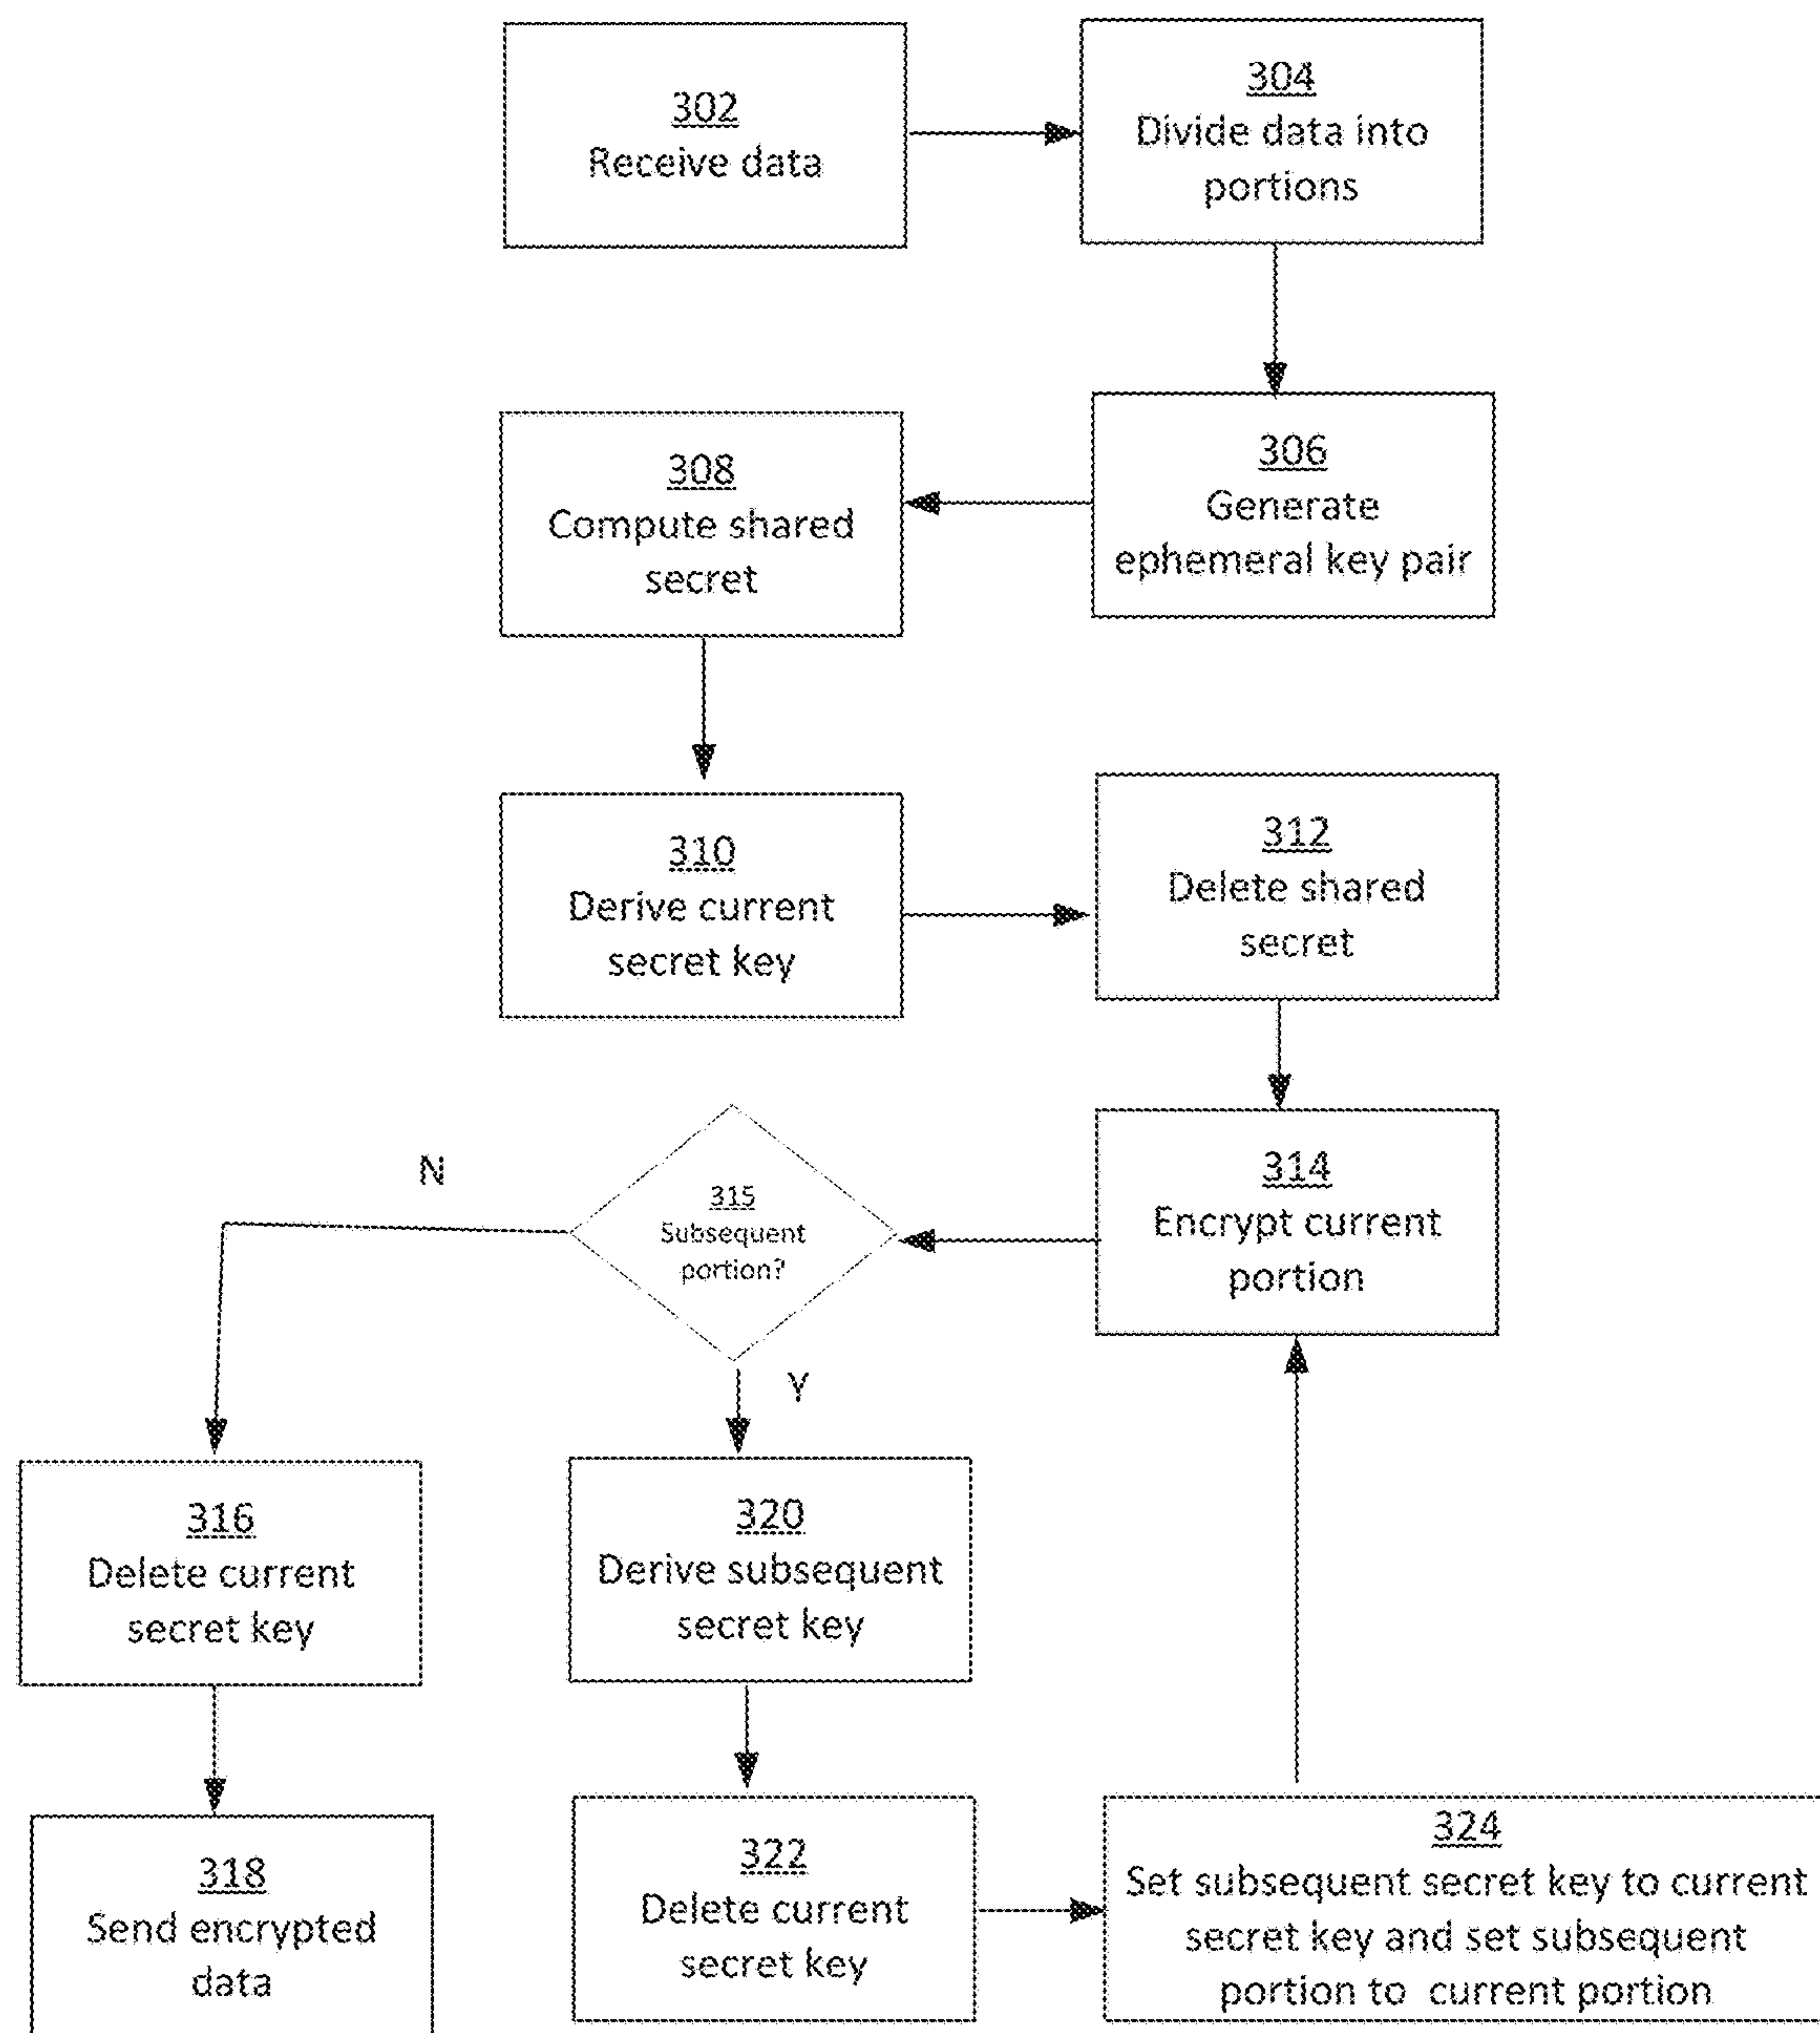 302
Receive data
304
Divide data into
portions
306
Generate
ephemeral key pair
308
Compute shared
secret
310
Derive current
secret key
312
Delete shared
secret
314
Encrypt current
portion
315
Subsequent
portion?
N
Y
316
Delete current
secret key
318
Send encrypted
data
320
Derive subsequent
secret key
322
Delete current
secret key
324
Set subsequent secret key to current
secret key and set subsequent
portion to current portion